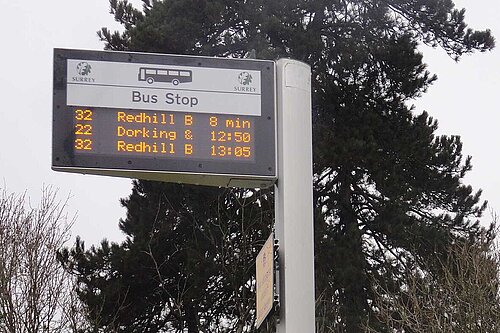 SURREY
SURREY
Bus Stop
32 Redhill B 8 min
22 Dorking & 12:50
32 Redhill B 13:05